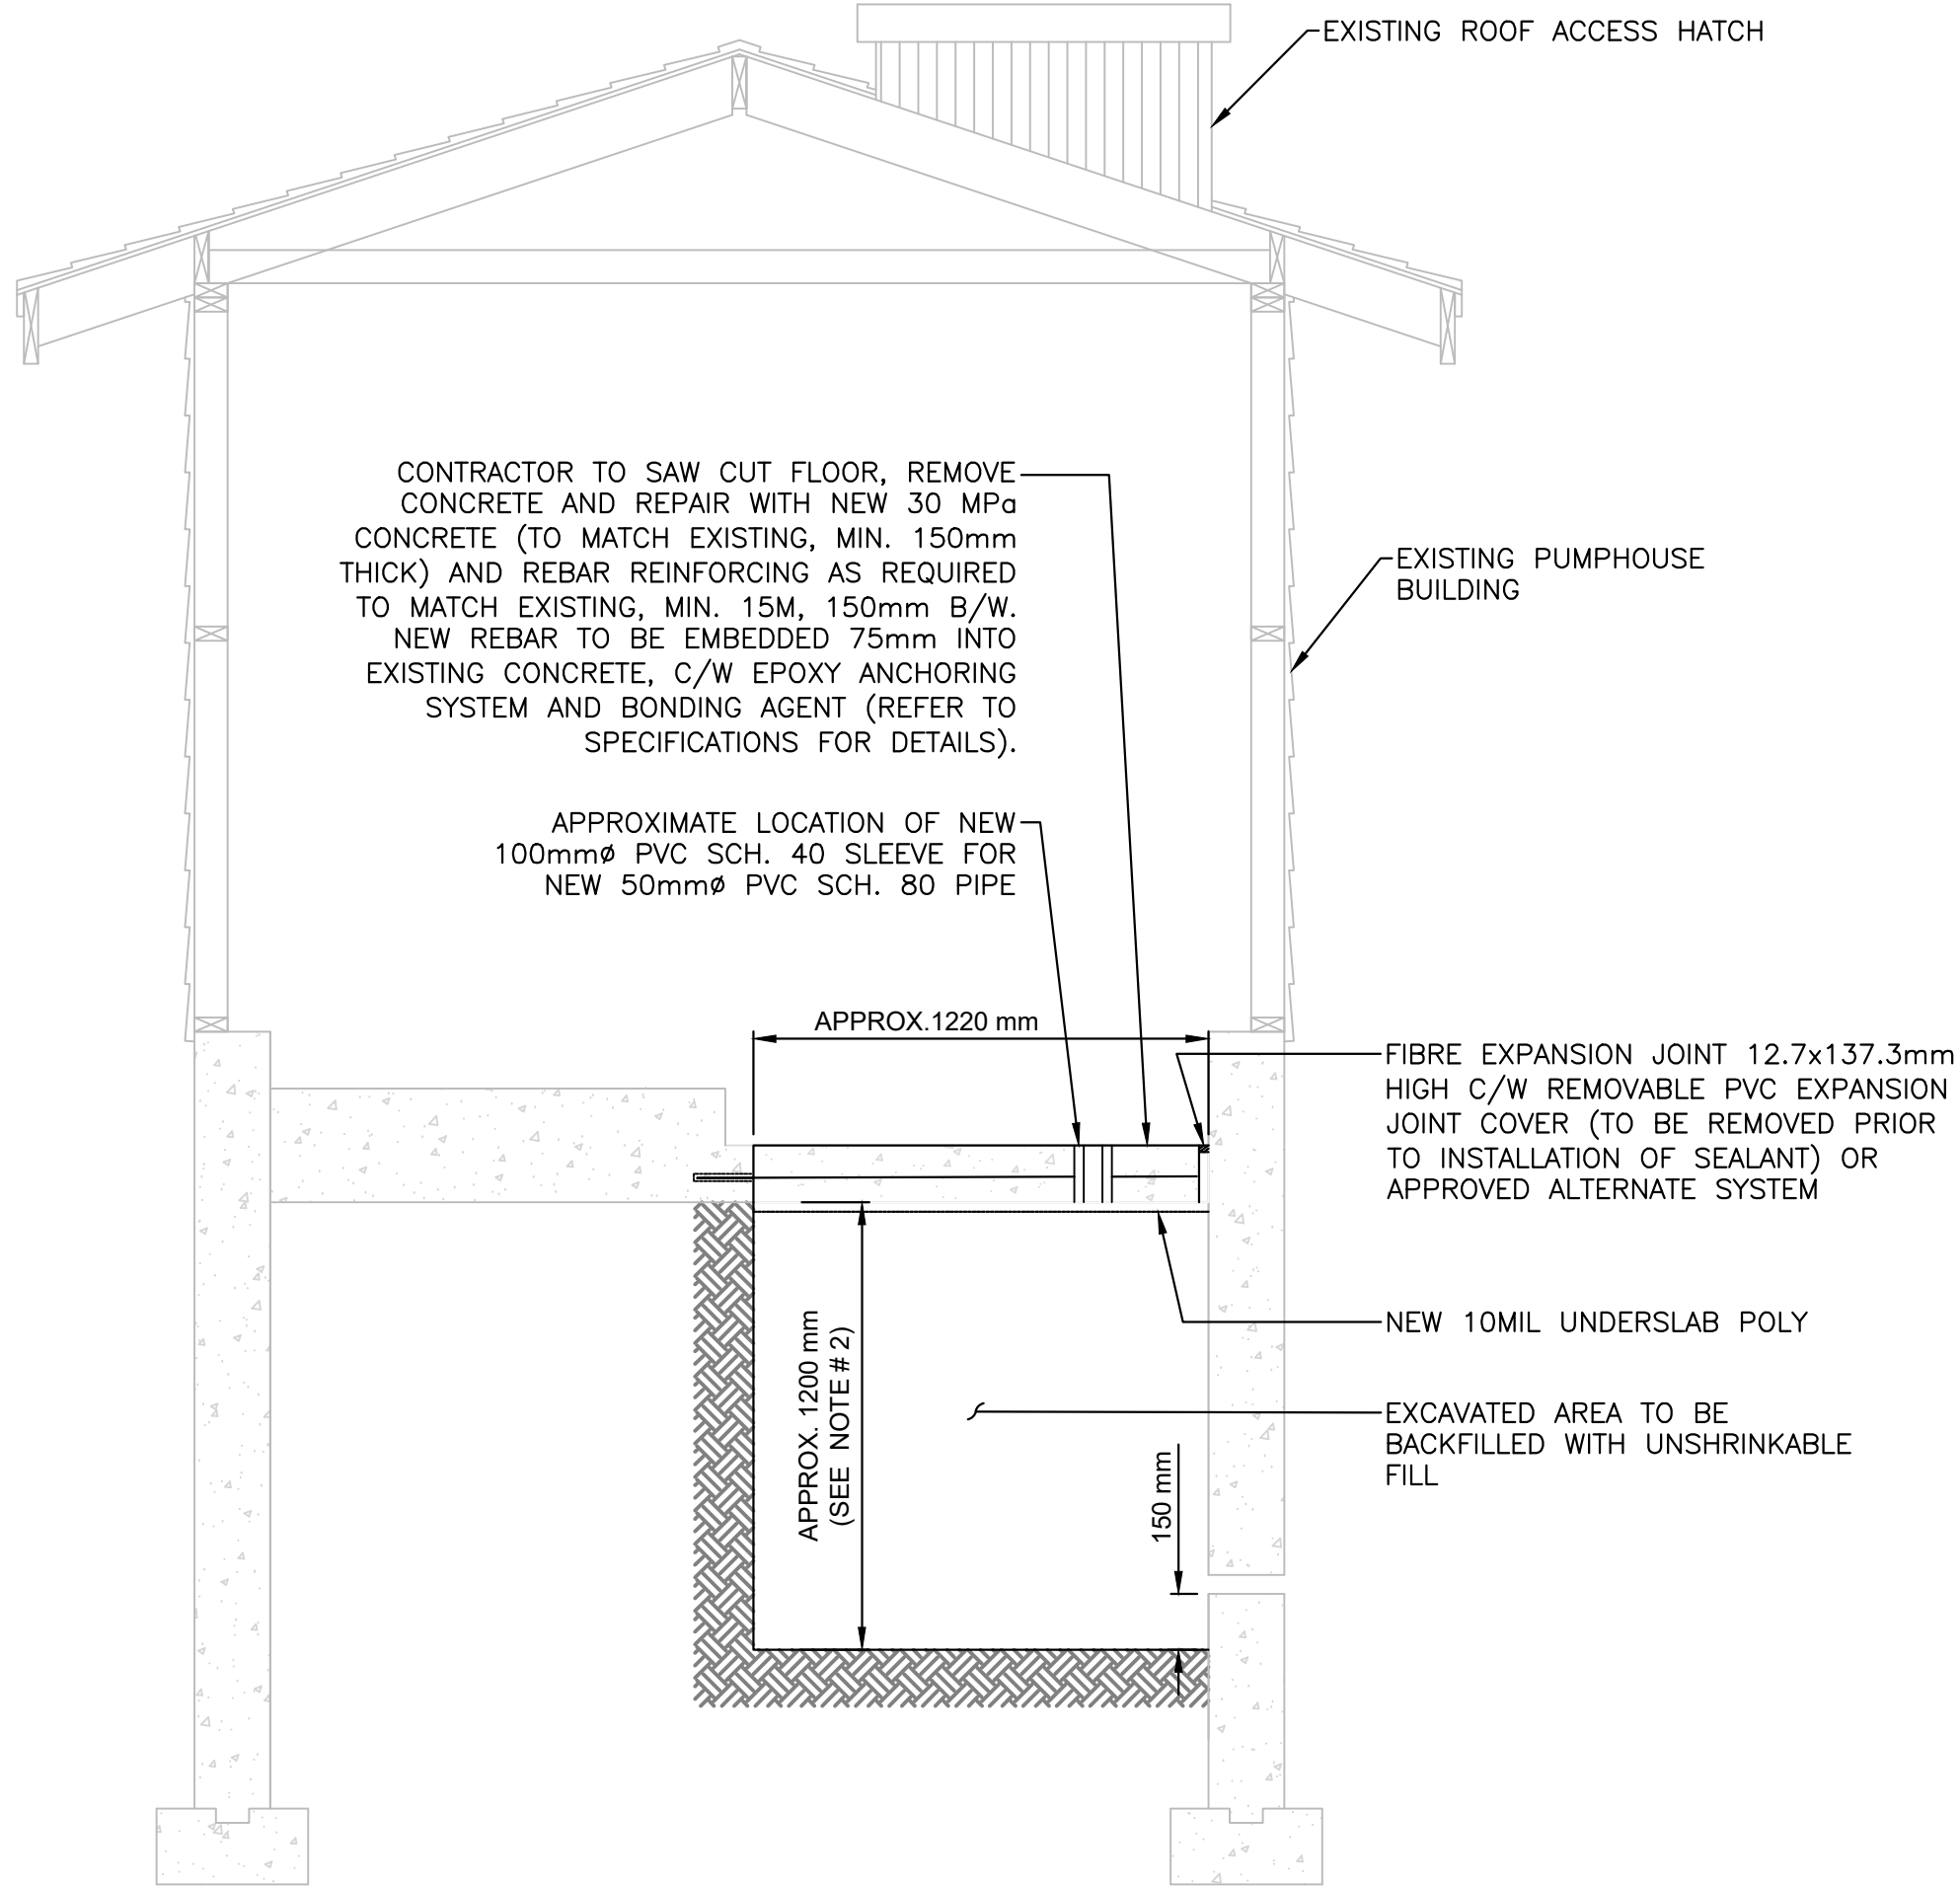 EXISTING ROOF ACCESS HATCH
CONTRACTOR TO SAW CUT FLOOR, REMOVE
CONCRETE AND REPAIR WITH NEW 30 MPa
CONCRETE (TO MATCH EXISTING, MIN. 150mm
THICK) AND REBAR REINFORCING AS REQUIRED
TO MATCH EXISTING, MIN. 15M, 150mm B/W.
NEW REBAR TO BE EMBEDDED 75mm INTO
EXISTING CONCRETE, C/W EPOXY ANCHORING
SYSTEM AND BONDING AGENT (REFER TO
SPECIFICATIONS FOR DETAILS).
EXISTING PUMPHOUSE
BUILDING
APPROXIMATE LOCATION OF NEW
100mmø PVC SCH. 40 SLEEVE FOR
NEW 50mmø PVC SCH. 80 PIPE
APPROX.1220 mm
FIBRE EXPANSION JOINT 12.7x137.3mm
HIGH C/W REMOVABLE PVC EXPANSION
JOINT COVER (TO BE REMOVED PRIOR
TO INSTALLATION OF SEALANT) OR
APPROVED ALTERNATE SYSTEM
NEW 10MIL UNDERSLAB POLY
APPROX. 1200 mm
(SEE NOTE # 2)
EXCAVATED AREA TO BE
BACKFILLED WITH UNSHRINKABLE
FILL
150 mm